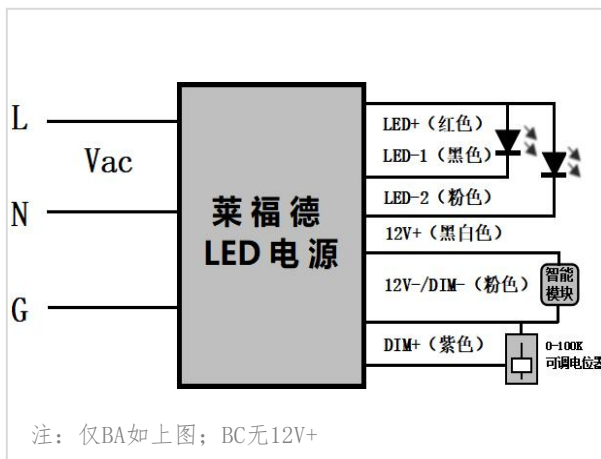 L
Vac
N
G
莱福德
LED电源
LED+（红色）
LED-1（黑色）
LED-2（粉色）
12V+（黑白色）
12V-/DIM-（粉色）
DIM+（紫色）
智能
模块
0-100K
可调电位器
注：仅BA如上图；BC无12V+